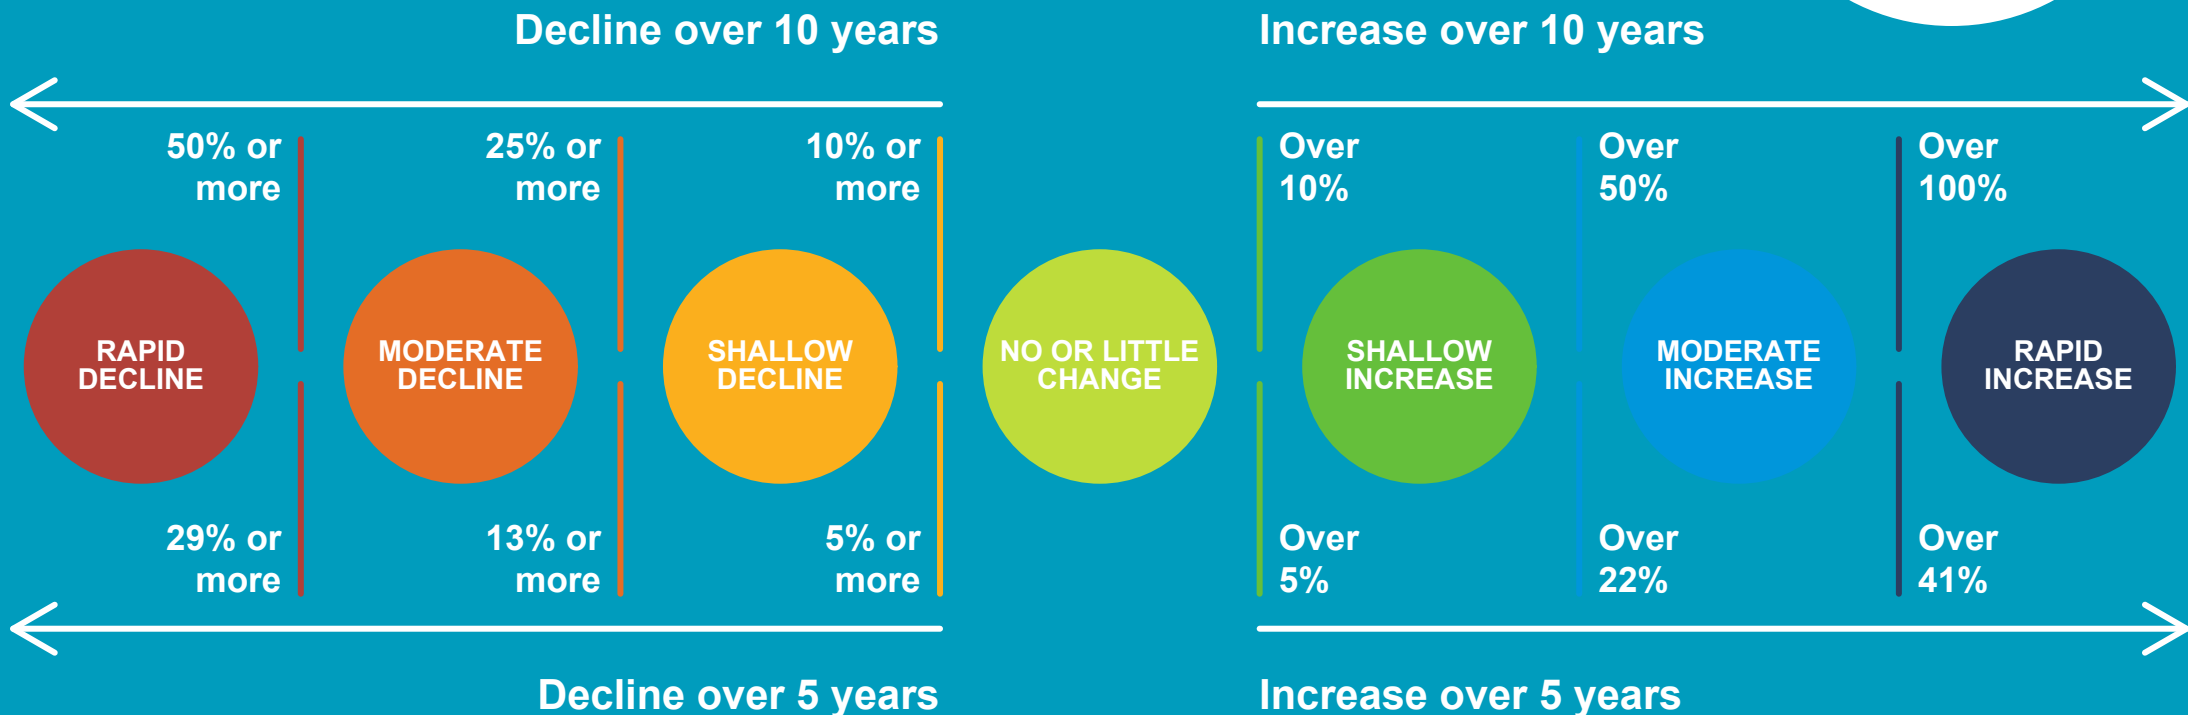 Decline over 10 years
Increase over 10 years
50% or
more
25% or
more
10% or
more
Over
10%
Over
50%
Over
100%
RAPID
DECLINE
MODERATE
DECLINE
SHALLOW
DECLINE
NO OR LITTLE
CHANGE
SHALLOW
INCREASE
MODERATE
INCREASE
RAPID
INCREASE
29% or
more
13% or
more
5% or
more
Over
5%
Over
22%
Over
41%
Decline over 5 years
Increase over 5 years